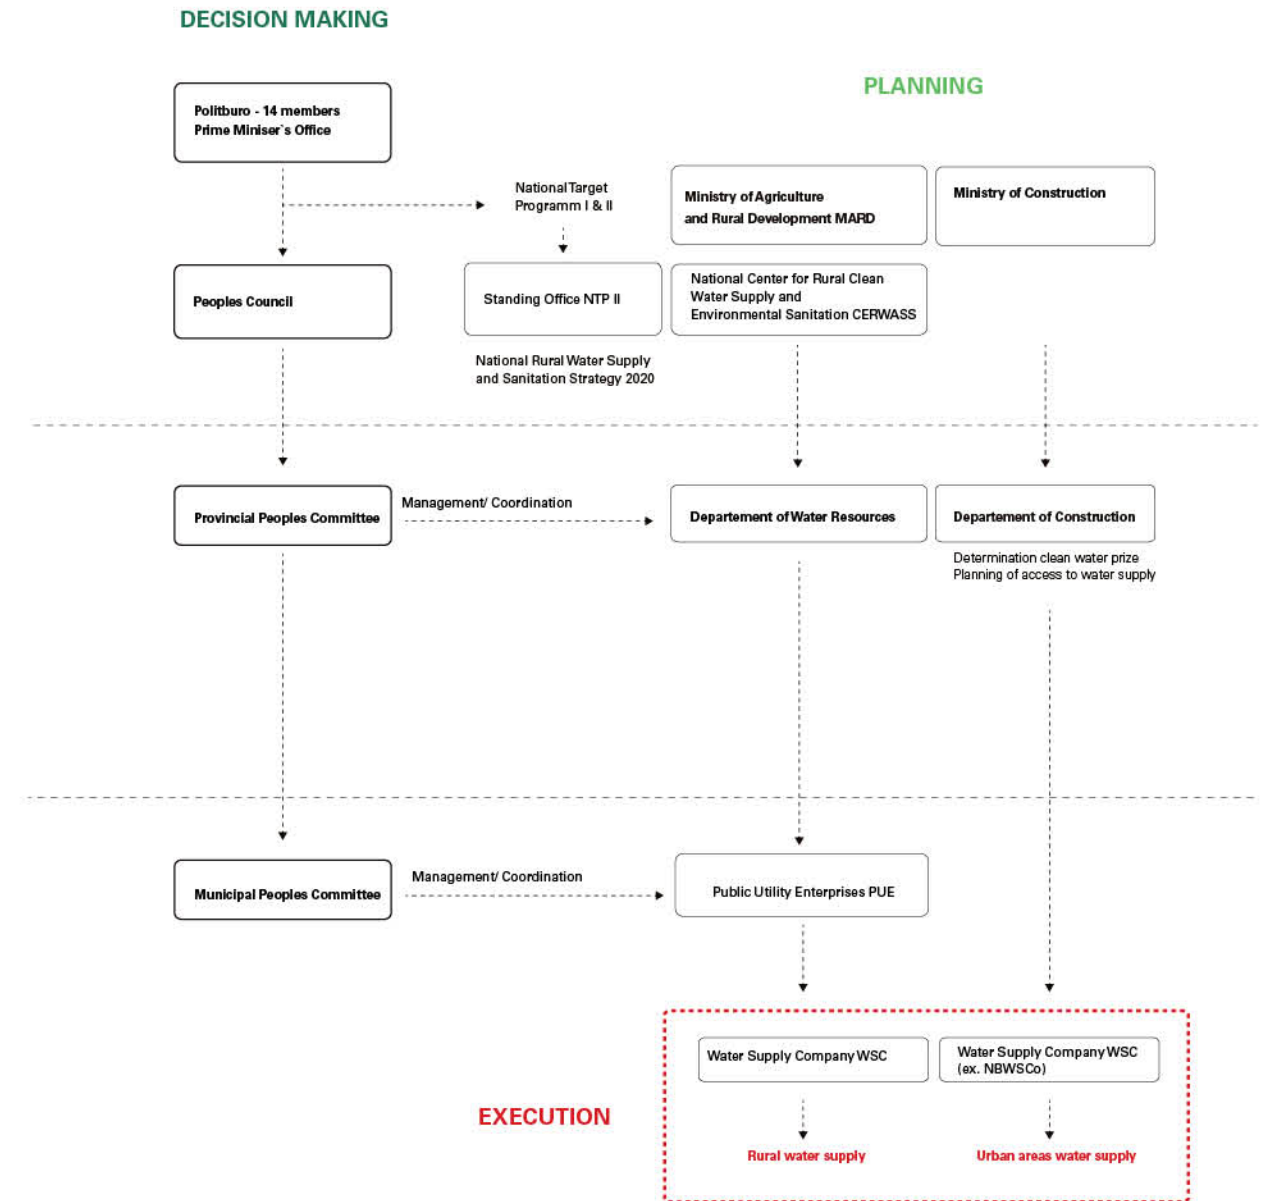 DECISION MAKING
PLANNING
Politburo - 14 members
Prime Miniser`s Office
National Target
Programm I & II
Ministry of Agriculture
and Rural Development MARD
Ministry of Construction
Peoples Council
Standing Office NTP II
National Center for Rural Clean
Water Supply and
Environmental Sanitation CERWASS
National Rural Water Supply
and Sanitation Strategy 2020
Provincial Peoples Committee
Management/ Coordination
Departement of Water Resources
Departement of Construction
Determination clean water prize
Planning of access to water supply
Municipal Peoples Committee
Management/ Coordination
Public Utility Enterprises PUE
Water Supply Company WSC
Water Supply Company WSC
(ex. NBWSCo)
EXECUTION
Rural water supply
Urban areas water supply